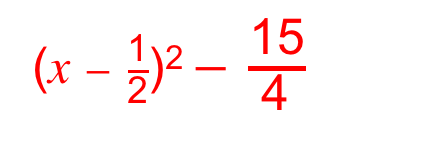 (x − 1/2)² − 15/4